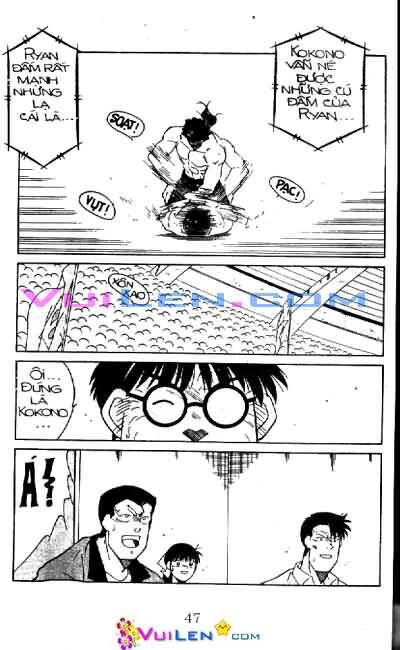 RYAN
ĐẤM RẤT
MẠNH
NHƯNG
LẠ
CÁI LÀ...
KOKONO
VẪN NÉ
ĐƯỢC
NHỮNG CÚ
ĐẤM CỦA
RYAN...
SOẠT!
VỤT!
PẠC!
XÔN
XAO
VUILEN.COM
ÔI...
ĐÚNG
LÀ
KOKONO
...
Á!
47
VUILEN.COM